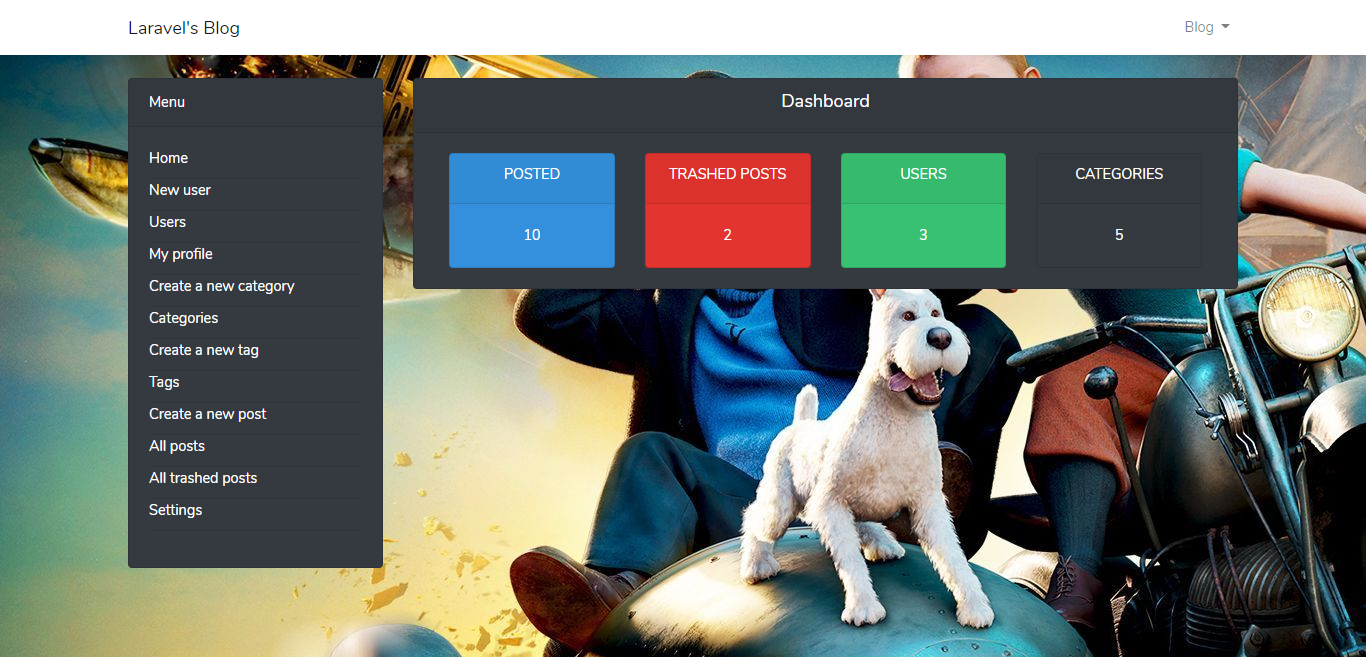 Laravel's Blog
Blog
Menu
Home
New user
Users
My profile
Create a new category
Categories
Create a new tag
Tags
Create a new post
All posts
All trashed posts
Settings
Dashboard
POSTED
10
TRASHED POSTS
2
USERS
3
CATEGORIES
5